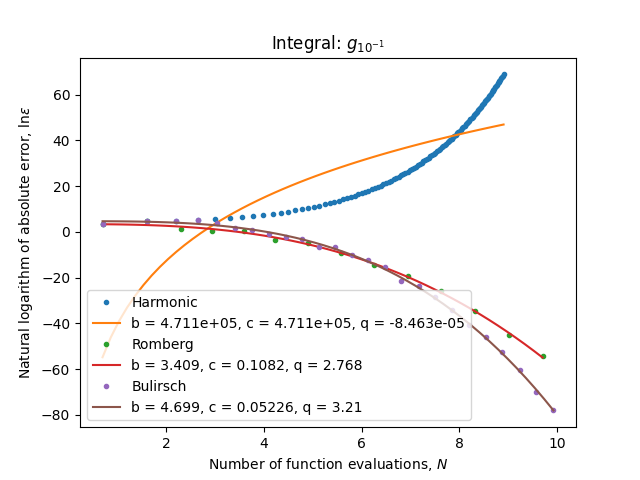 Integral: $g_{10^{-1}}$
Natural logarithm of absolute error, lnε
60
40
20
0
−20
−40
−60
−80
Harmonic
b = 4.711e+05, c = 4.711e+05, q = -8.463e-05
Romberg
b = 3.409, c = 0.1082, q = 2.768
Bulirsch
b = 4.699, c = 0.05226, q = 3.21
2 4 6 8 10
Number of function evaluations, N